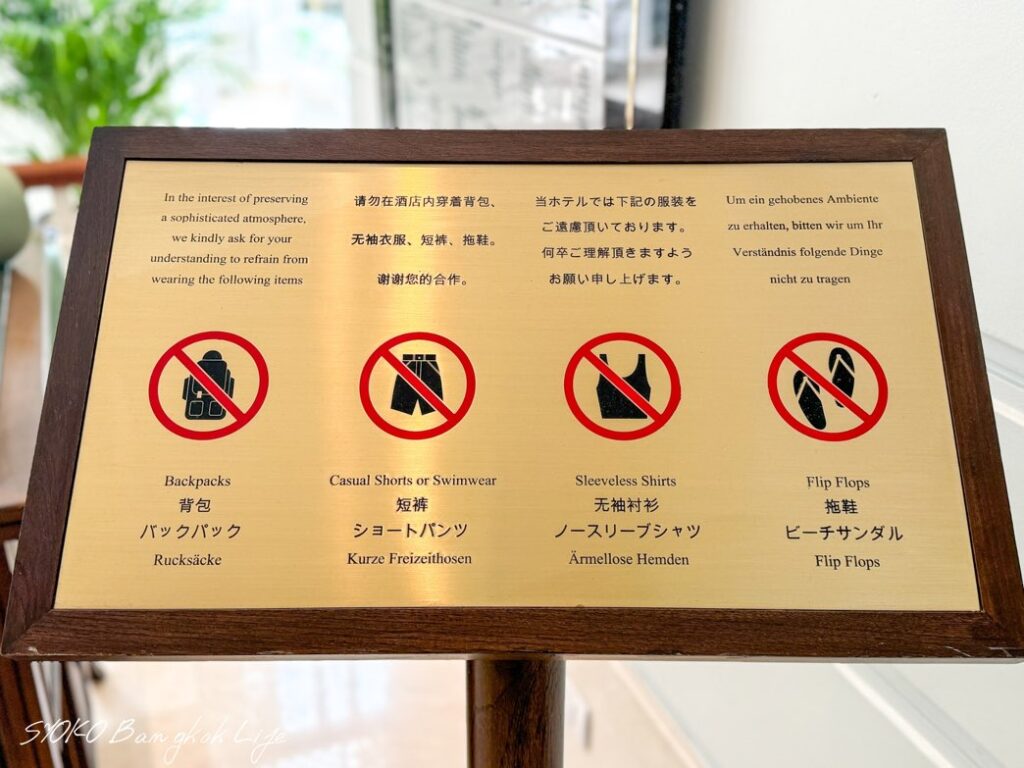 In the interest of preserving
a sophisticated atmosphere,
we kindly ask for your
understanding to refrain from
wearing the following items
请勿在酒店内穿着背包、
无袖衣服、短裤、拖鞋。
谢谢您的合作。
当ホテルでは下記の服装を
ご遠慮頂いております。
何卒ご理解頂きますよう
お願い申し上げます。
Um ein gehobenes Ambiente
zu erhalten, bitten wir um Ihr
Verständnis folgende Dinge
nicht zu tragen
Backpacks
背包
バックパック
Rucksäcke
Casual Shorts or Swimwear
短裤
ショートパンツ
Kurze Freizeithosen
Sleeveless Shirts
无袖衬衫
ノースリーブシャツ
Ärmellose Hemden
Flip Flops
拖鞋
ビーチサンダル
Flip Flops
SYOKO Bangkok Life